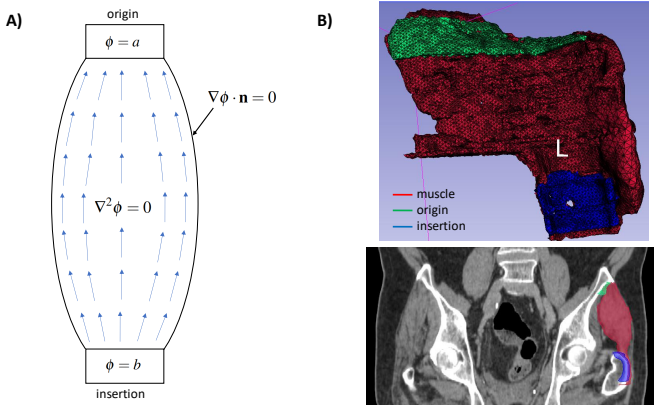 A)
origin
ϕ = a
∇ϕ · n = 0
∇²ϕ = 0
ϕ = b
insertion
B)
L
muscle
origin
insertion